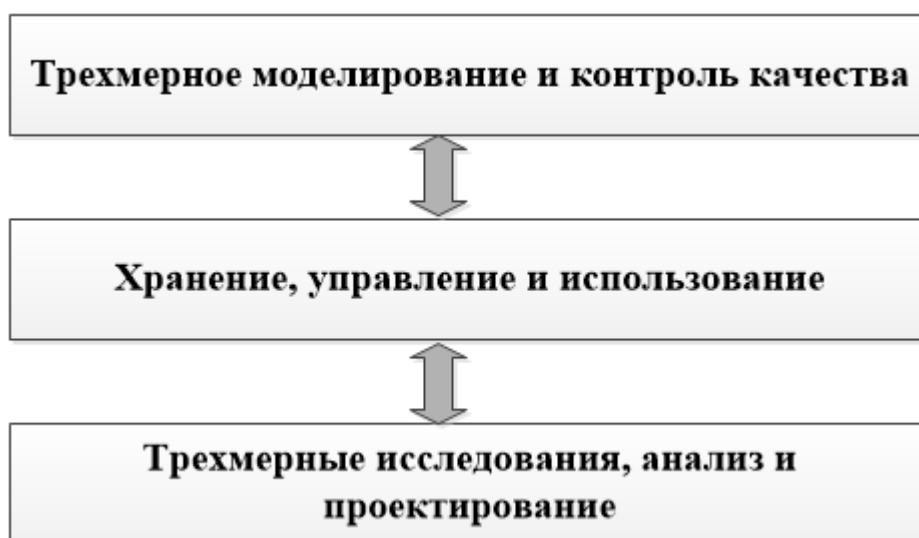 Трехмерное моделирование и контроль качества
Хранение, управление и использование
Трехмерные исследования, анализ и
проектирование